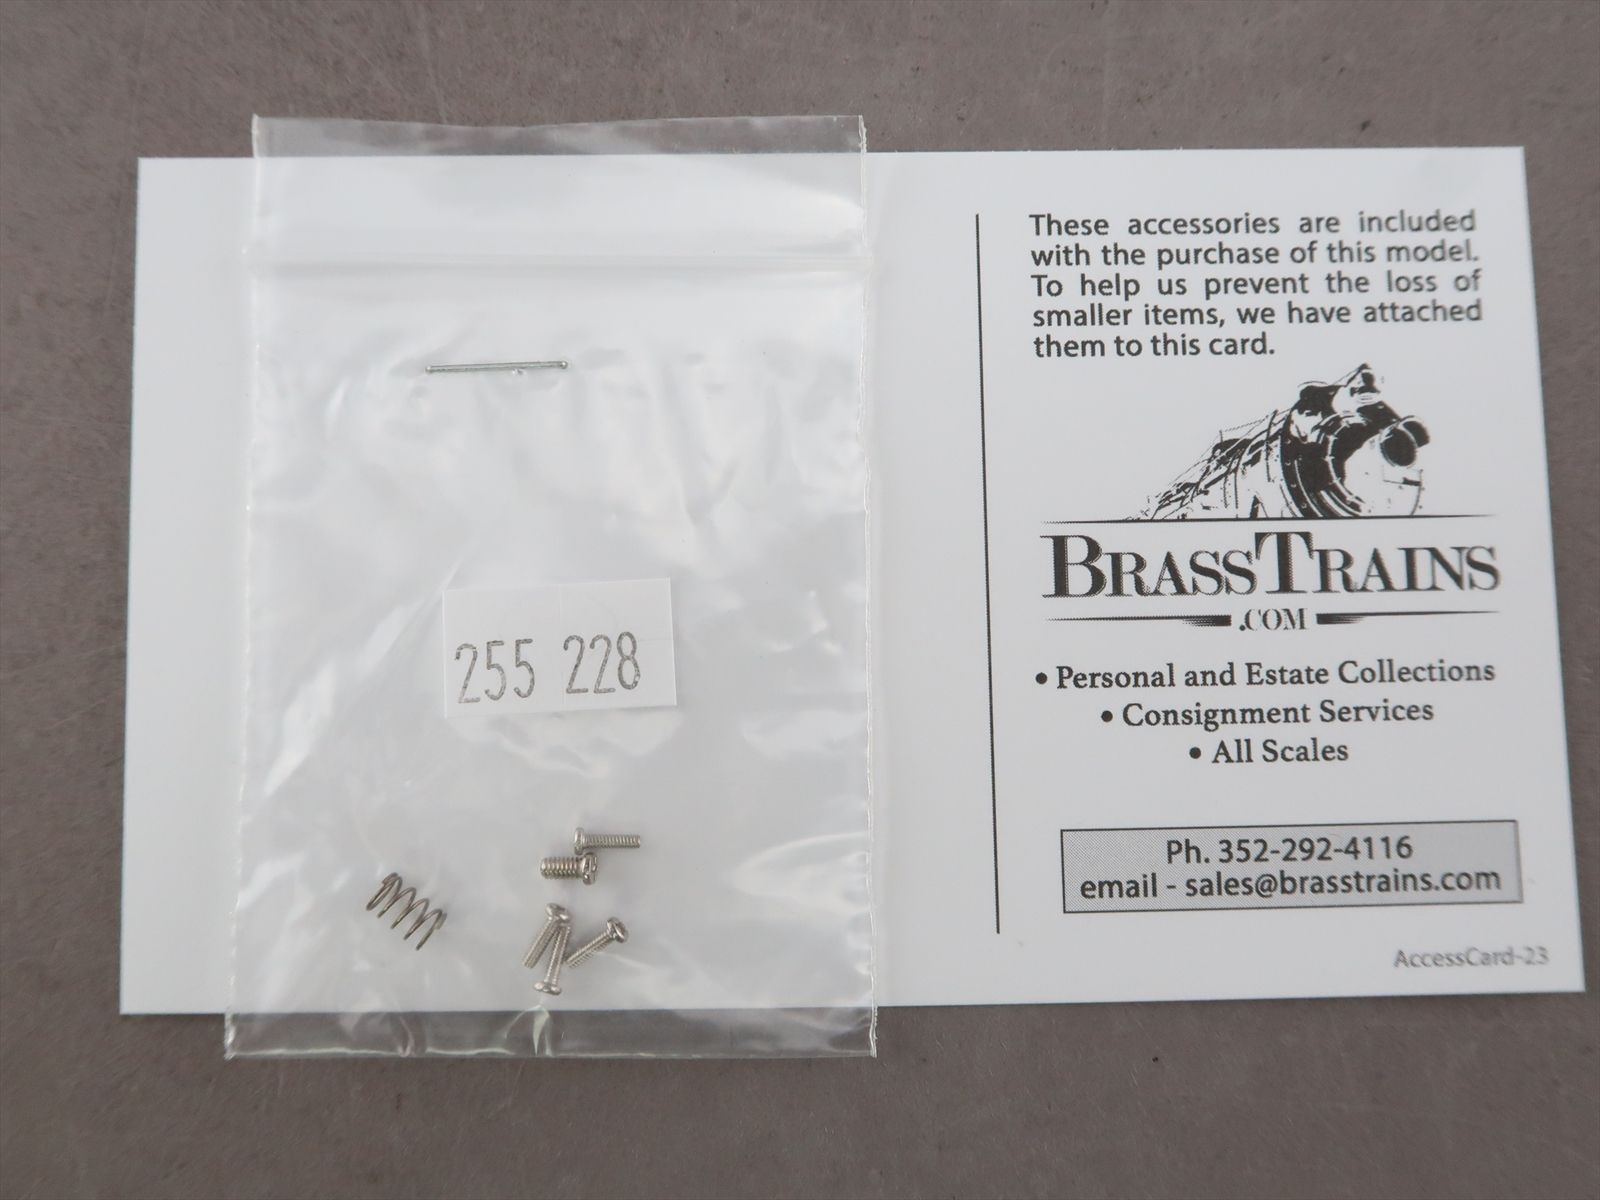 255 228
These accessories are included
with the purchase of this model.
To help us prevent the loss of
smaller items, we have attached
them to this card.
BRASSTRAINS
.COM
• Personal and Estate Collections
• Consignment Services
• All Scales
Ph. 352-292-4116
email - sales@brasstrains.com
AccessCard-23